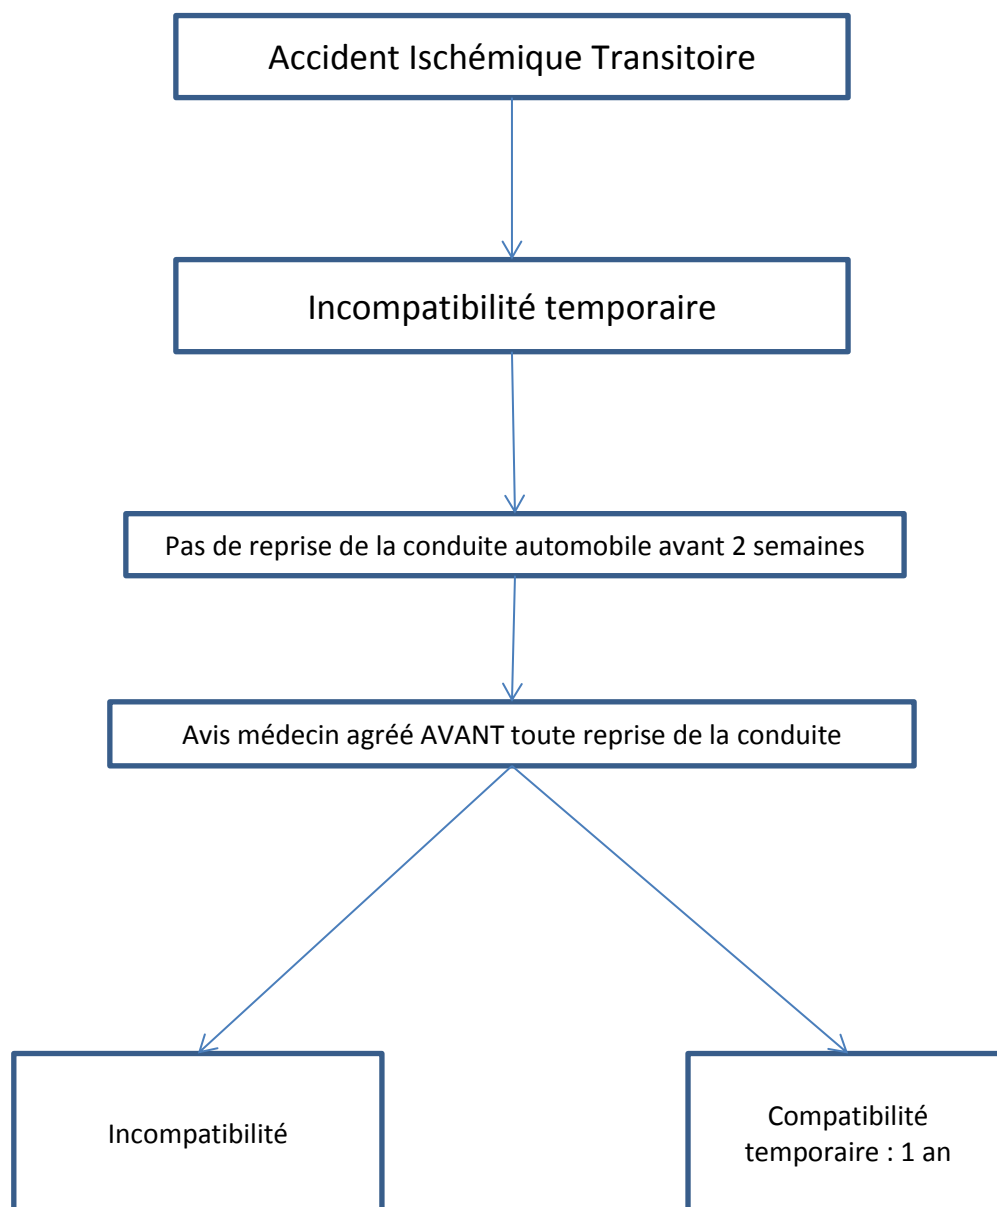 Accident Ischémique Transitoire
Incompatibilité temporaire
Pas de reprise de la conduite automobile avant 2 semaines
Avis médecin agréé AVANT toute reprise de la conduite
Incompatibilité
Compatibilité
temporaire : 1 an